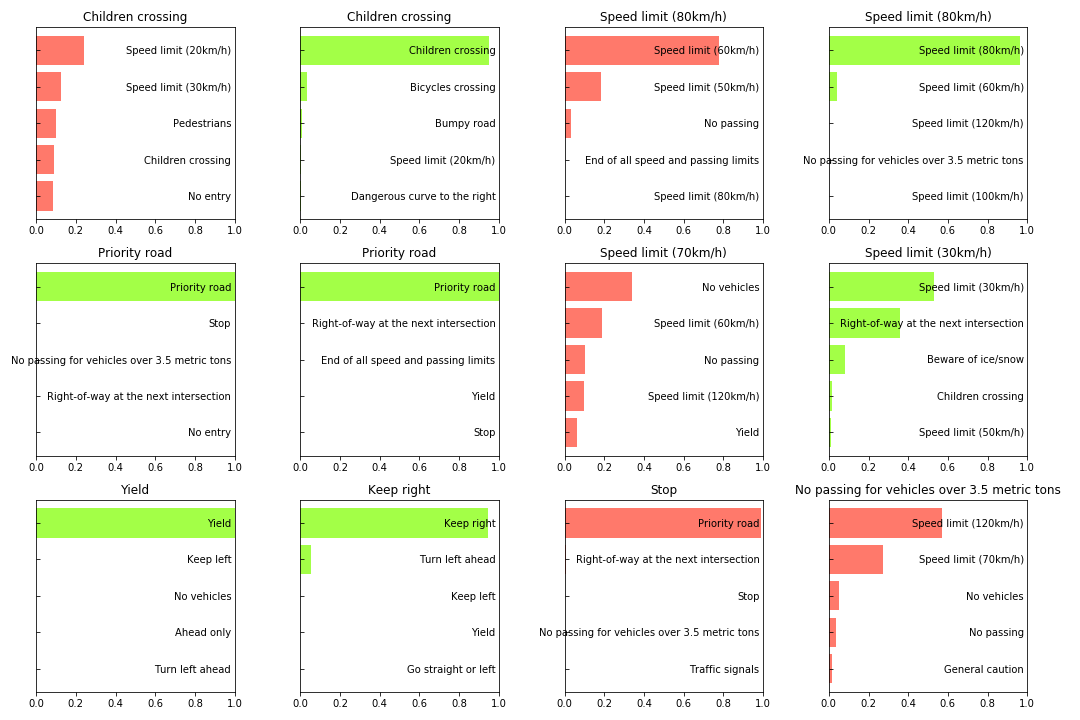 Children crossing
Speed limit (20km/h)
Speed limit (30km/h)
Pedestrians
Children crossing
No entry
0.0 0.2 0.4 0.6 0.8 1.0
Children crossing
Children crossing
Bicycles crossing
Bumpy road
Speed limit (20km/h)
Dangerous curve to the right
0.0 0.2 0.4 0.6 0.8 1.0
Speed limit (80km/h)
Speed limit (60km/h)
Speed limit (50km/h)
No passing
End of all speed and passing limits
Speed limit (80km/h)
0.0 0.2 0.4 0.6 0.8 1.0
Speed limit (80km/h)
Speed limit (80km/h)
Speed limit (60km/h)
Speed limit (120km/h)
No passing for vehicles over 3.5 metric tons
Speed limit (100km/h)
0.0 0.2 0.4 0.6 0.8 1.0
Priority road
Priority road
Stop
No passing for vehicles over 3.5 metric tons
Right-of-way at the next intersection
No entry
0.0 0.2 0.4 0.6 0.8 1.0
Priority road
Priority road
Right-of-way at the next intersection
End of all speed and passing limits
Yield
Stop
0.0 0.2 0.4 0.6 0.8 1.0
Speed limit (70km/h)
No vehicles
Speed limit (60km/h)
No passing
Speed limit (120km/h)
Yield
0.0 0.2 0.4 0.6 0.8 1.0
Speed limit (30km/h)
Speed limit (30km/h)
Right-of-way at the next intersection
Beware of ice/snow
Children crossing
Speed limit (50km/h)
0.0 0.2 0.4 0.6 0.8 1.0
Yield
Yield
Keep left
No vehicles
Ahead only
Turn left ahead
0.0 0.2 0.4 0.6 0.8 1.0
Keep right
Keep right
Turn left ahead
Keep left
Yield
Go straight or left
0.0 0.2 0.4 0.6 0.8 1.0
Stop
Priority road
Right-of-way at the next intersection
Stop
No passing for vehicles over 3.5 metric tons
Traffic signals
0.0 0.2 0.4 0.6 0.8 1.0
No passing for vehicles over 3.5 metric tons
Speed limit (120km/h)
Speed limit (70km/h)
No vehicles
No passing
General caution
0.0 0.2 0.4 0.6 0.8 1.0